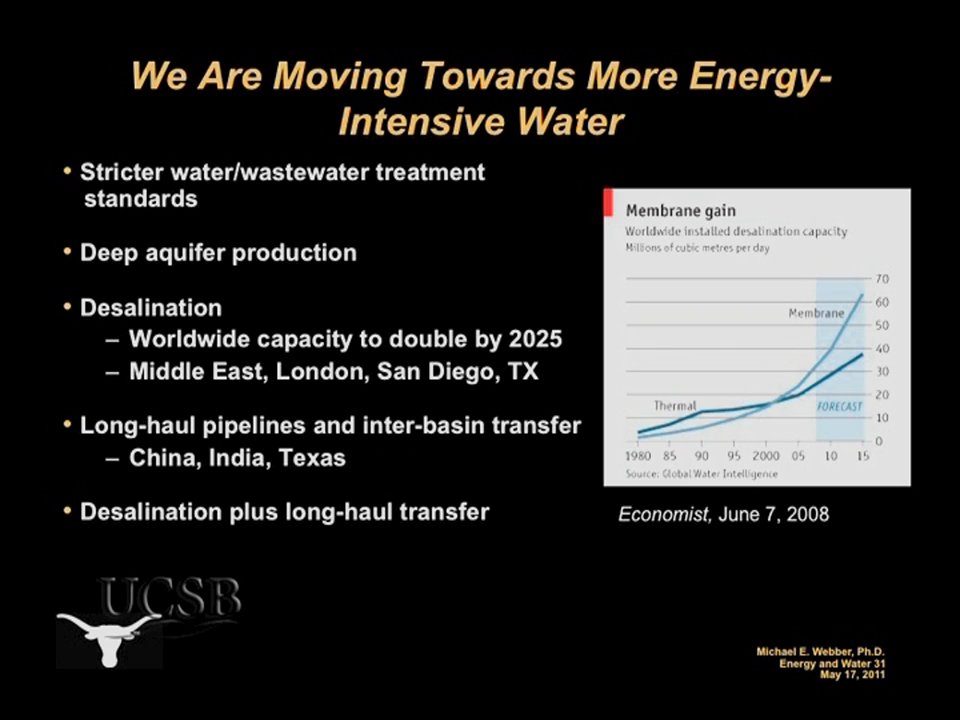 We Are Moving Towards More Energy-
Intensive Water
• Stricter water/wastewater treatment
standards
• Deep aquifer production
• Desalination
– Worldwide capacity to double by 2025
– Middle East, London, San Diego, TX
• Long-haul pipelines and inter-basin transfer
– China, India, Texas
• Desalination plus long-haul transfer
Membrane gain
Worldwide installed desalination capacity
Millions of cubic metres per day
70
Membrane
60
50
40
30
20
Thermal
FORECAST
10
0
1980 85 90 95 2000 05 10 15
Source: Global Water Intelligence
Economist, June 7, 2008
UCSB
Michael E. Webber, Ph.D.
Energy and Water 31
May 17, 2011